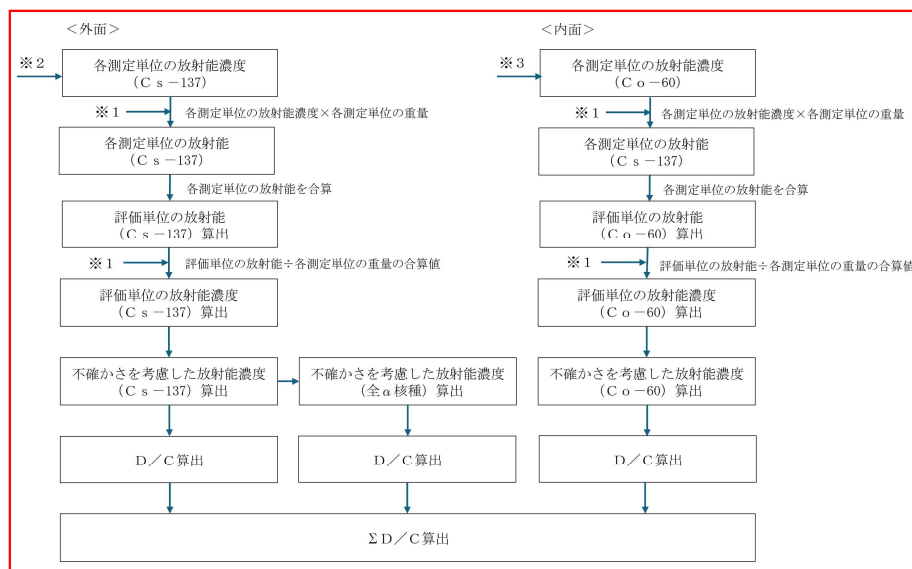 ＜外面＞
※２
各測定単位の放射能濃度
（Ｃｓ－137）
※１
各測定単位の放射能濃度×各測定単位の重量
各測定単位の放射能
（Ｃｓ－137）
各測定単位の放射能を合算
評価単位の放射能
（Ｃｓ－137）算出
※１
評価単位の放射能÷各測定単位の重量の合算値
評価単位の放射能濃度
（Ｃｓ－137）算出
不確かさを考慮した放射能濃度
（Ｃｓ－137）算出
不確かさを考慮した放射能濃度
（全α核種）算出
Ｄ／Ｃ算出
Ｄ／Ｃ算出
＜内面＞
※３
各測定単位の放射能濃度
（Ｃｏ－60）
※１
各測定単位の放射能濃度×各測定単位の重量
各測定単位の放射能
（Ｃｓ－137）
各測定単位の放射能を合算
評価単位の放射能
（Ｃｏ－60）算出
※１
評価単位の放射能÷各測定単位の重量の合算値
評価単位の放射能濃度
（Ｃｏ－60）算出
不確かさを考慮した放射能濃度
（Ｃｏ－60）算出
Ｄ／Ｃ算出
ΣＤ／Ｃ算出